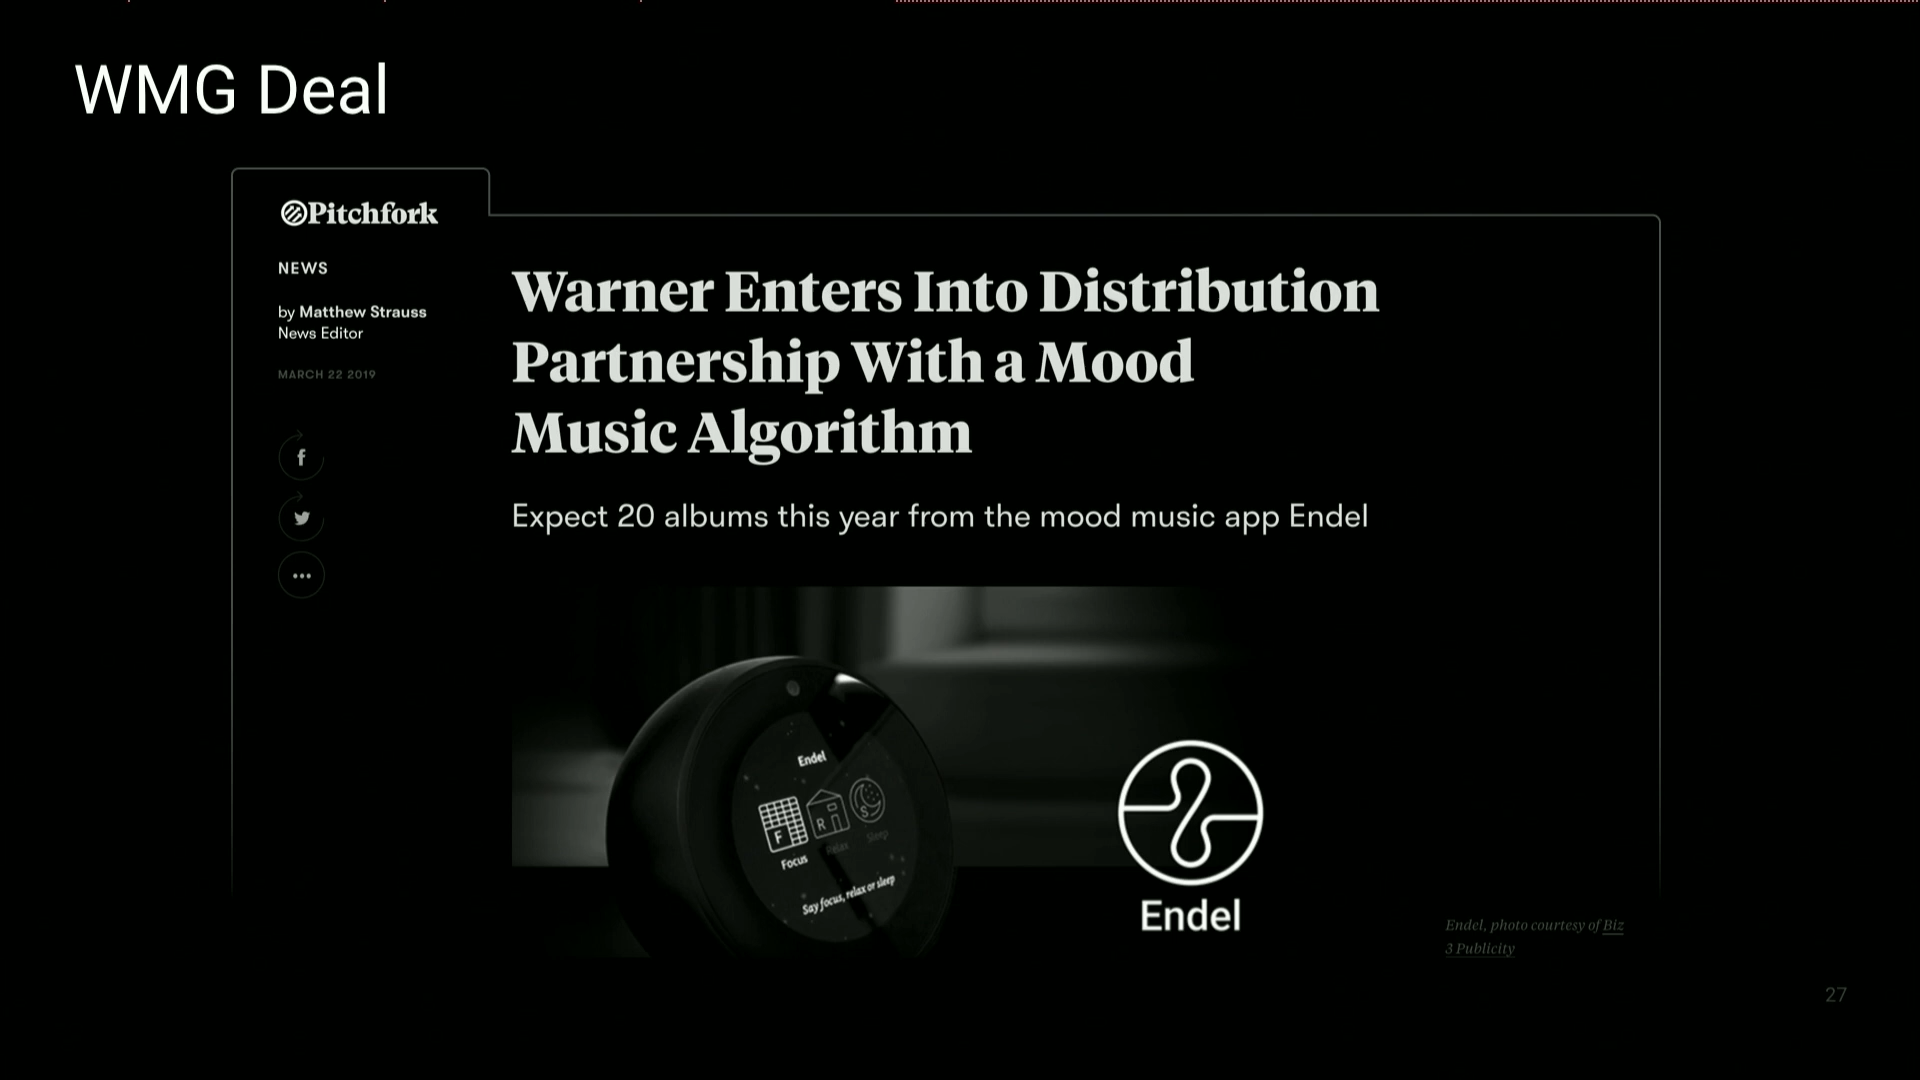 WMG Deal
Pitchfork
NEWS
by Matthew Strauss
News Editor
MARCH 22 2019
Warner Enters Into Distribution
Partnership With a Mood
Music Algorithm
Expect 20 albums this year from the mood music app Endel
Endel
F
R
S
Focus
Relax
Sleep
Say focus, relax or sleep
Endel
Endel, photo courtesy of Biz
3 Publicity
27